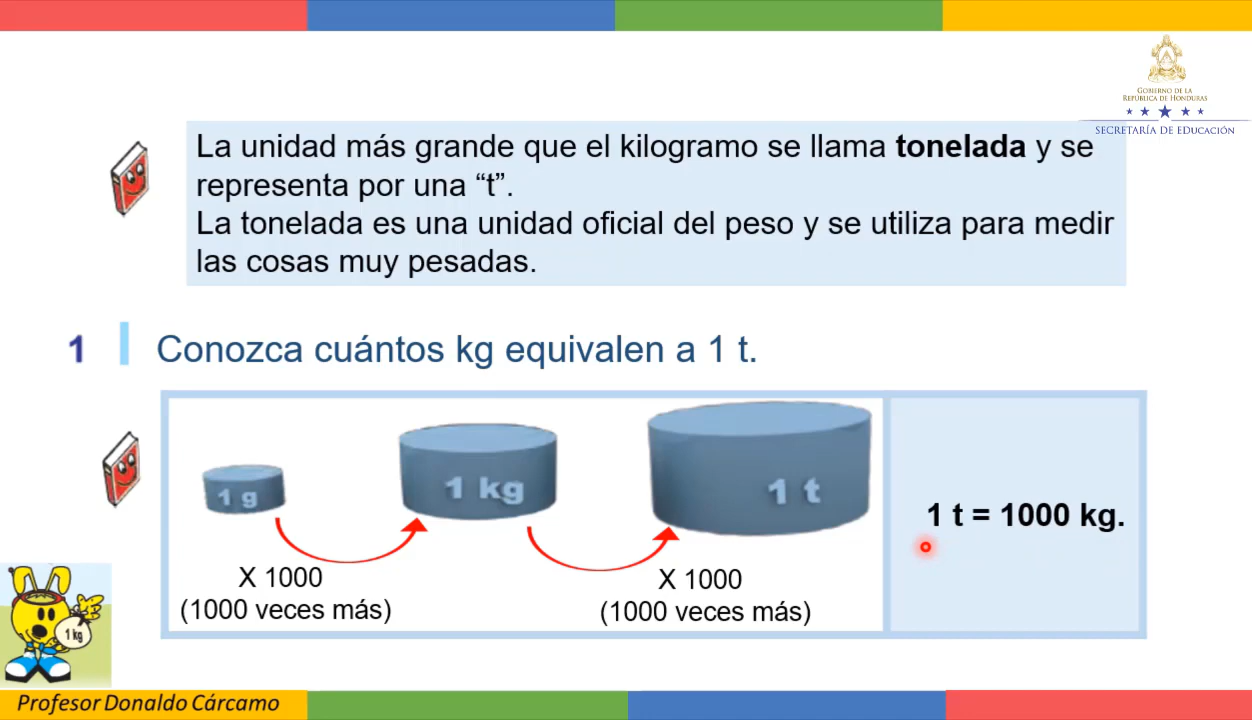 GOBIERNO DE LA
REPÚBLICA DE HONDURAS
SECRETARÍA DE EDUCACIÓN
La unidad más grande que el kilogramo se llama tonelada y se
representa por una “t”.
La tonelada es una unidad oficial del peso y se utiliza para medir
las cosas muy pesadas.
1 Conozca cuántos kg equivalen a 1 t.
1 g
1 kg
1 t
X 1000
(1000 veces más)
X 1000
(1000 veces más)
1 t = 1000 kg.
1 kg
Profesor Donaldo Cárcamo